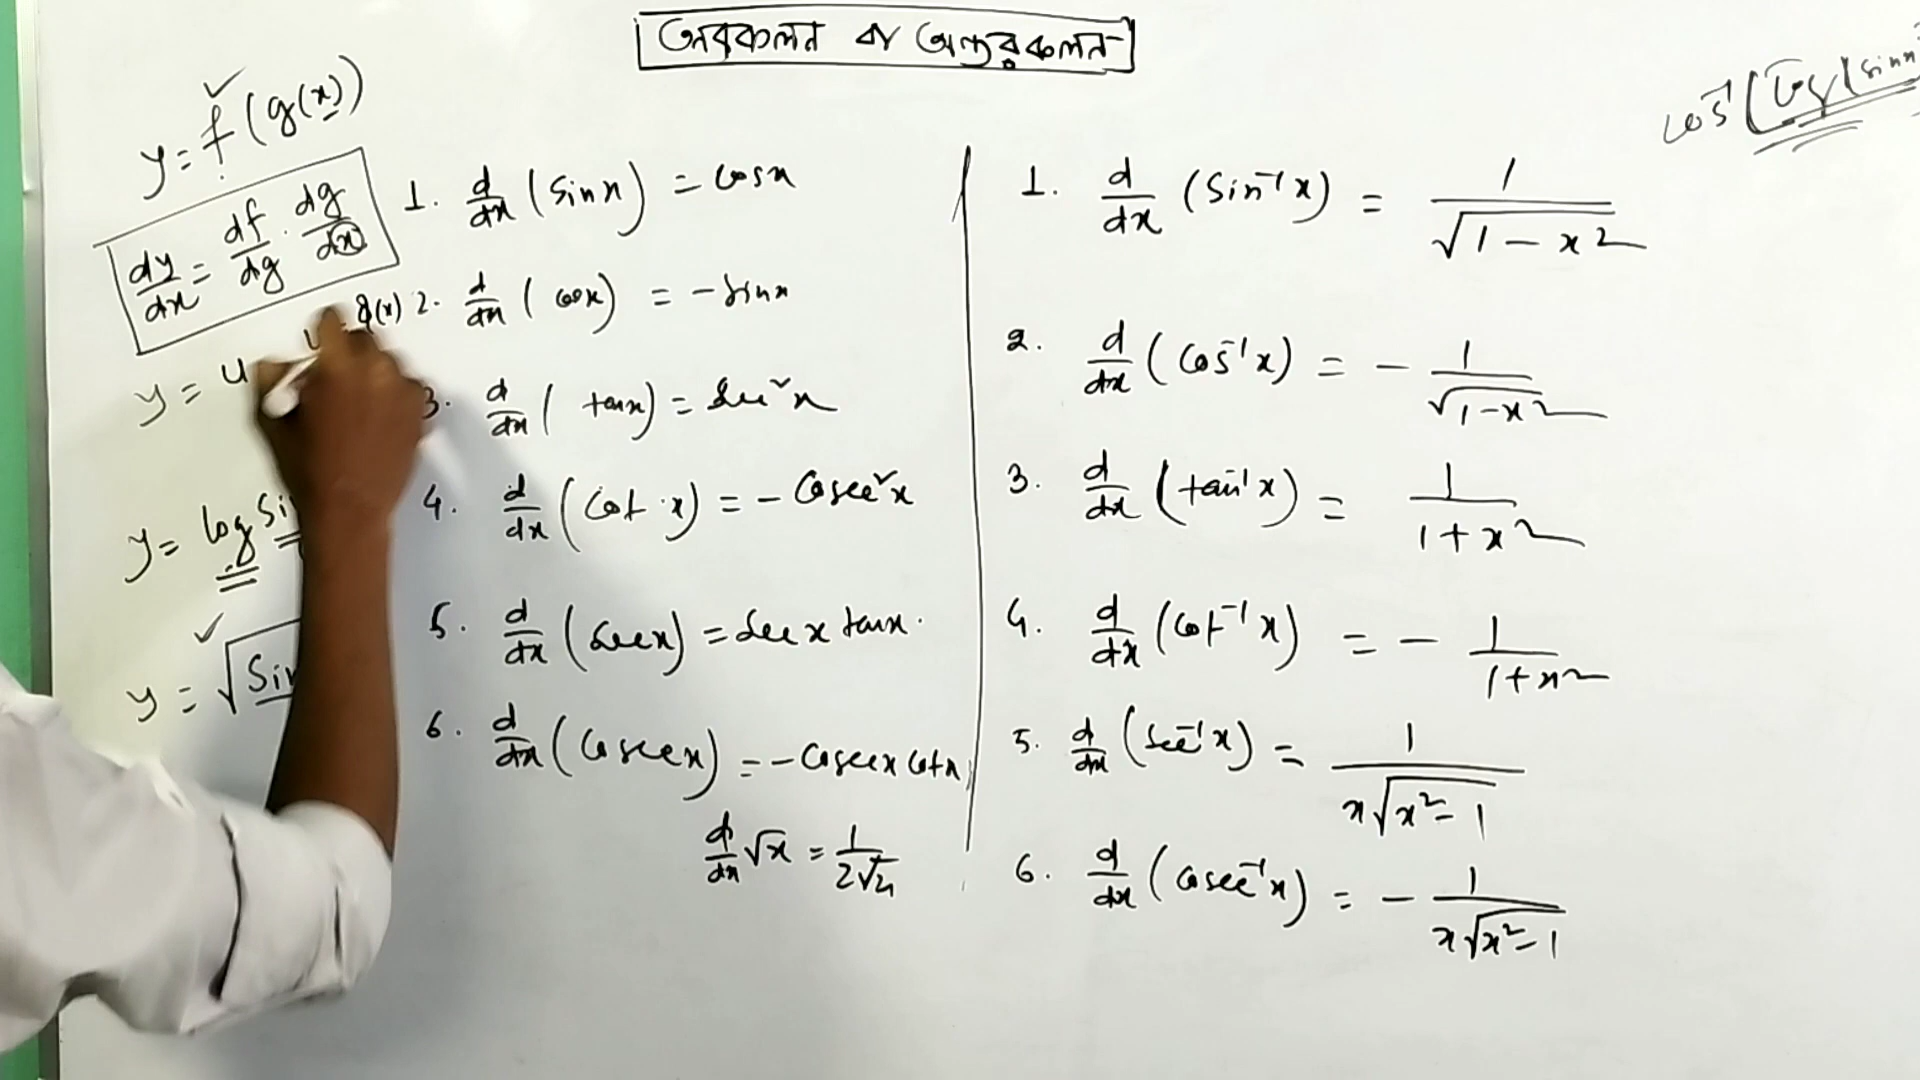 অবকলন বা অন্তরকলন
y = f(g(x))
dy/dx = df/dg · dg/dx
g(x)
y = u
y = log
y = √
1. d/dx (sin x) = cos x
2. d/dx (cos x) = - sin x
3. d/dx (tan x) = sec²x
4. d/dx (cot x) = - cosec²x
5. d/dx (sec x) = sec x tan x.
6. d/dx (cosec x) = - cosec x cot x
d/dx √x = 1/2√x
cos⁻¹(log(sin x
1. d/dx (sin⁻¹x) = 1/√1-x²
2. d/dx (cos⁻¹x) = - 1/√1-x²
3. d/dx (tan⁻¹x) = 1/1+x²
4. d/dx (cot⁻¹x) = - 1/1+x²
5. d/dx (sec⁻¹x) = 1/x√x²-1
6. d/dx (cosec⁻¹x) = - 1/x√x²-1